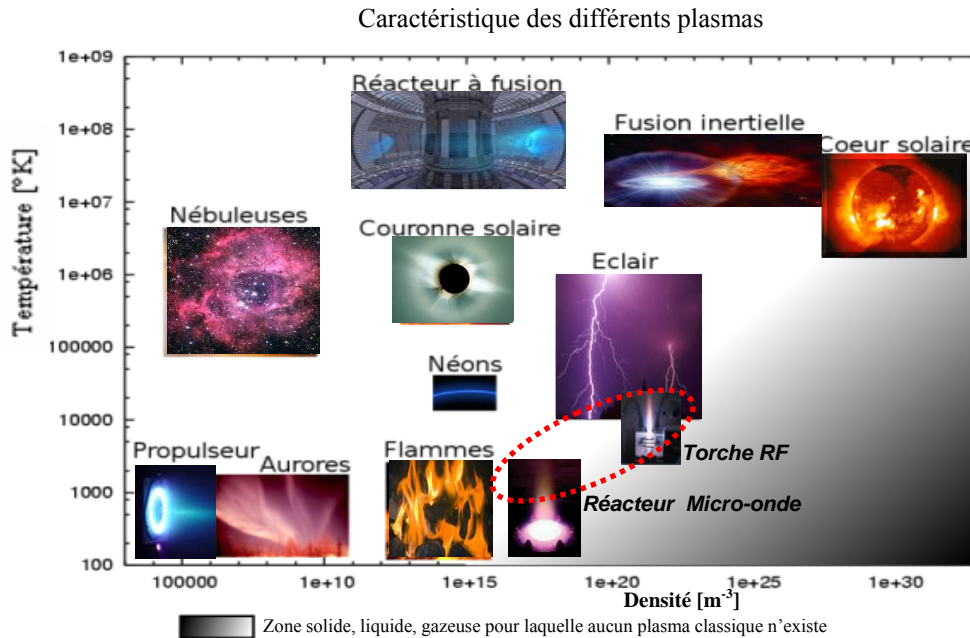 Caractéristique des différents plasmas
1e+09
1e+08
1e+07
1e+06
100000
10000
1000
100
Température [°K]
Réacteur à fusion
Fusion inertielle
Coeur solaire
Nébuleuses
Couronne solaire
Eclair
Néons
Torche RF
Propulseur
Aurores
Flammes
Réacteur Micro-onde
100000
1e+10
1e+15
1e+20
1e+25
1e+30
Densité [m-3]
Zone solide, liquide, gazeuse pour laquelle aucun plasma classique n’existe